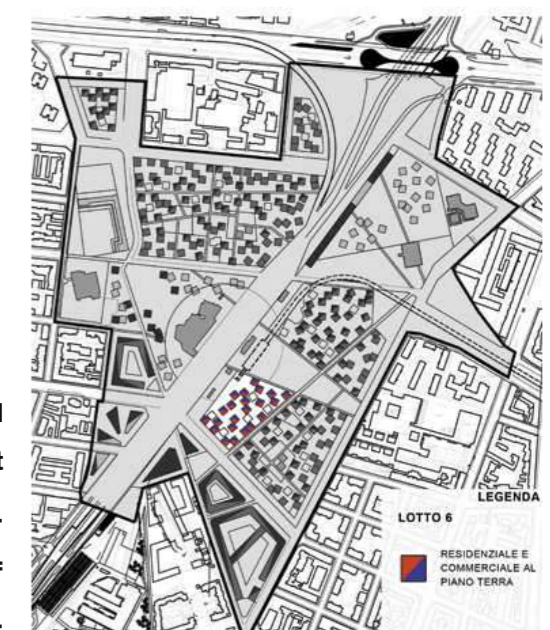 LEGENDA
LOTTO 6
RESIDENZIALE E
COMMERCIALE AL
PIANO TERRA